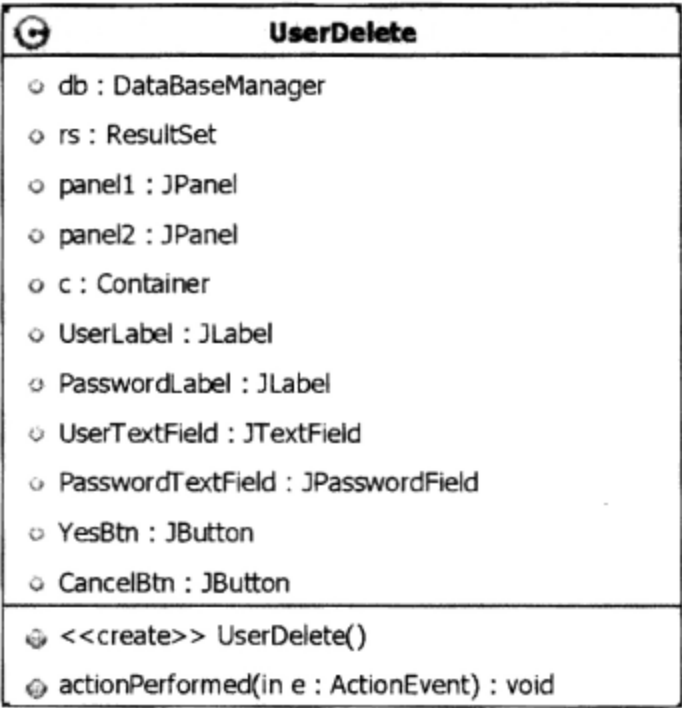 UserDelete
db : DataBaseManager
rs : ResultSet
panel1 : JPanel
panel2 : JPanel
c : Container
UserLabel : JLabel
PasswordLabel : JLabel
UserTextField : JTextField
PasswordTextField : JPasswordField
YesBtn : JButton
CancelBtn : JButton
<<create>> UserDelete()
actionPerformed(in e : ActionEvent) : void